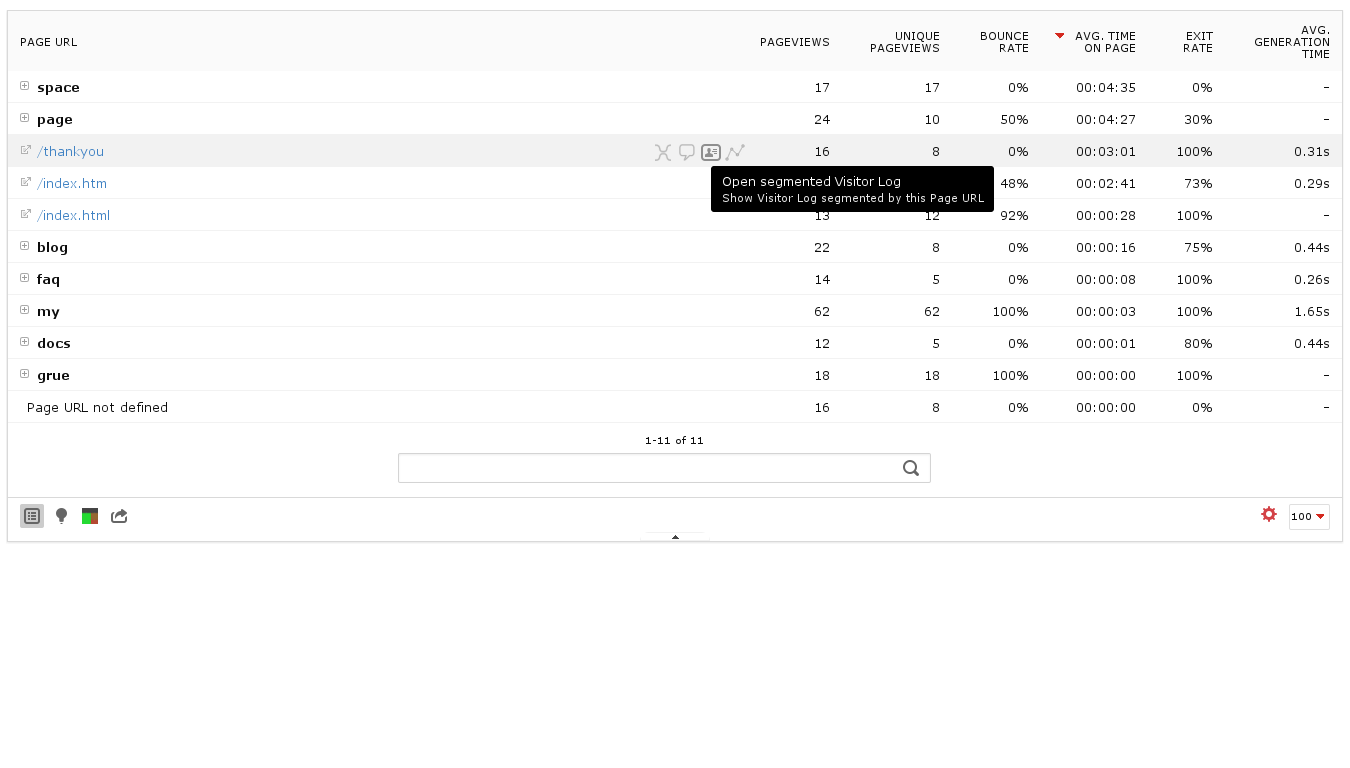 PAGE URL PAGEVIEWS UNIQUE PAGEVIEWS BOUNCE RATE AVG. TIME ON PAGE EXIT RATE AVG. GENERATION TIME
space 17 17 0% 00:04:35 0% -
page 24 10 50% 00:04:27 30% -
/thankyou 16 8 0% 00:03:01 100% 0.31s
Open segmented Visitor Log
Show Visitor Log segmented by this Page URL
/index.htm 48% 00:02:41 73% 0.29s
/index.html 13 12 92% 00:00:28 100% -
blog 22 8 0% 00:00:16 75% 0.44s
faq 14 5 0% 00:00:08 100% 0.26s
my 62 62 100% 00:00:03 100% 1.65s
docs 12 5 0% 00:00:01 80% 0.44s
grue 18 18 100% 00:00:00 100% -
Page URL not defined 16 8 0% 00:00:00 0% -
1-11 of 11
100